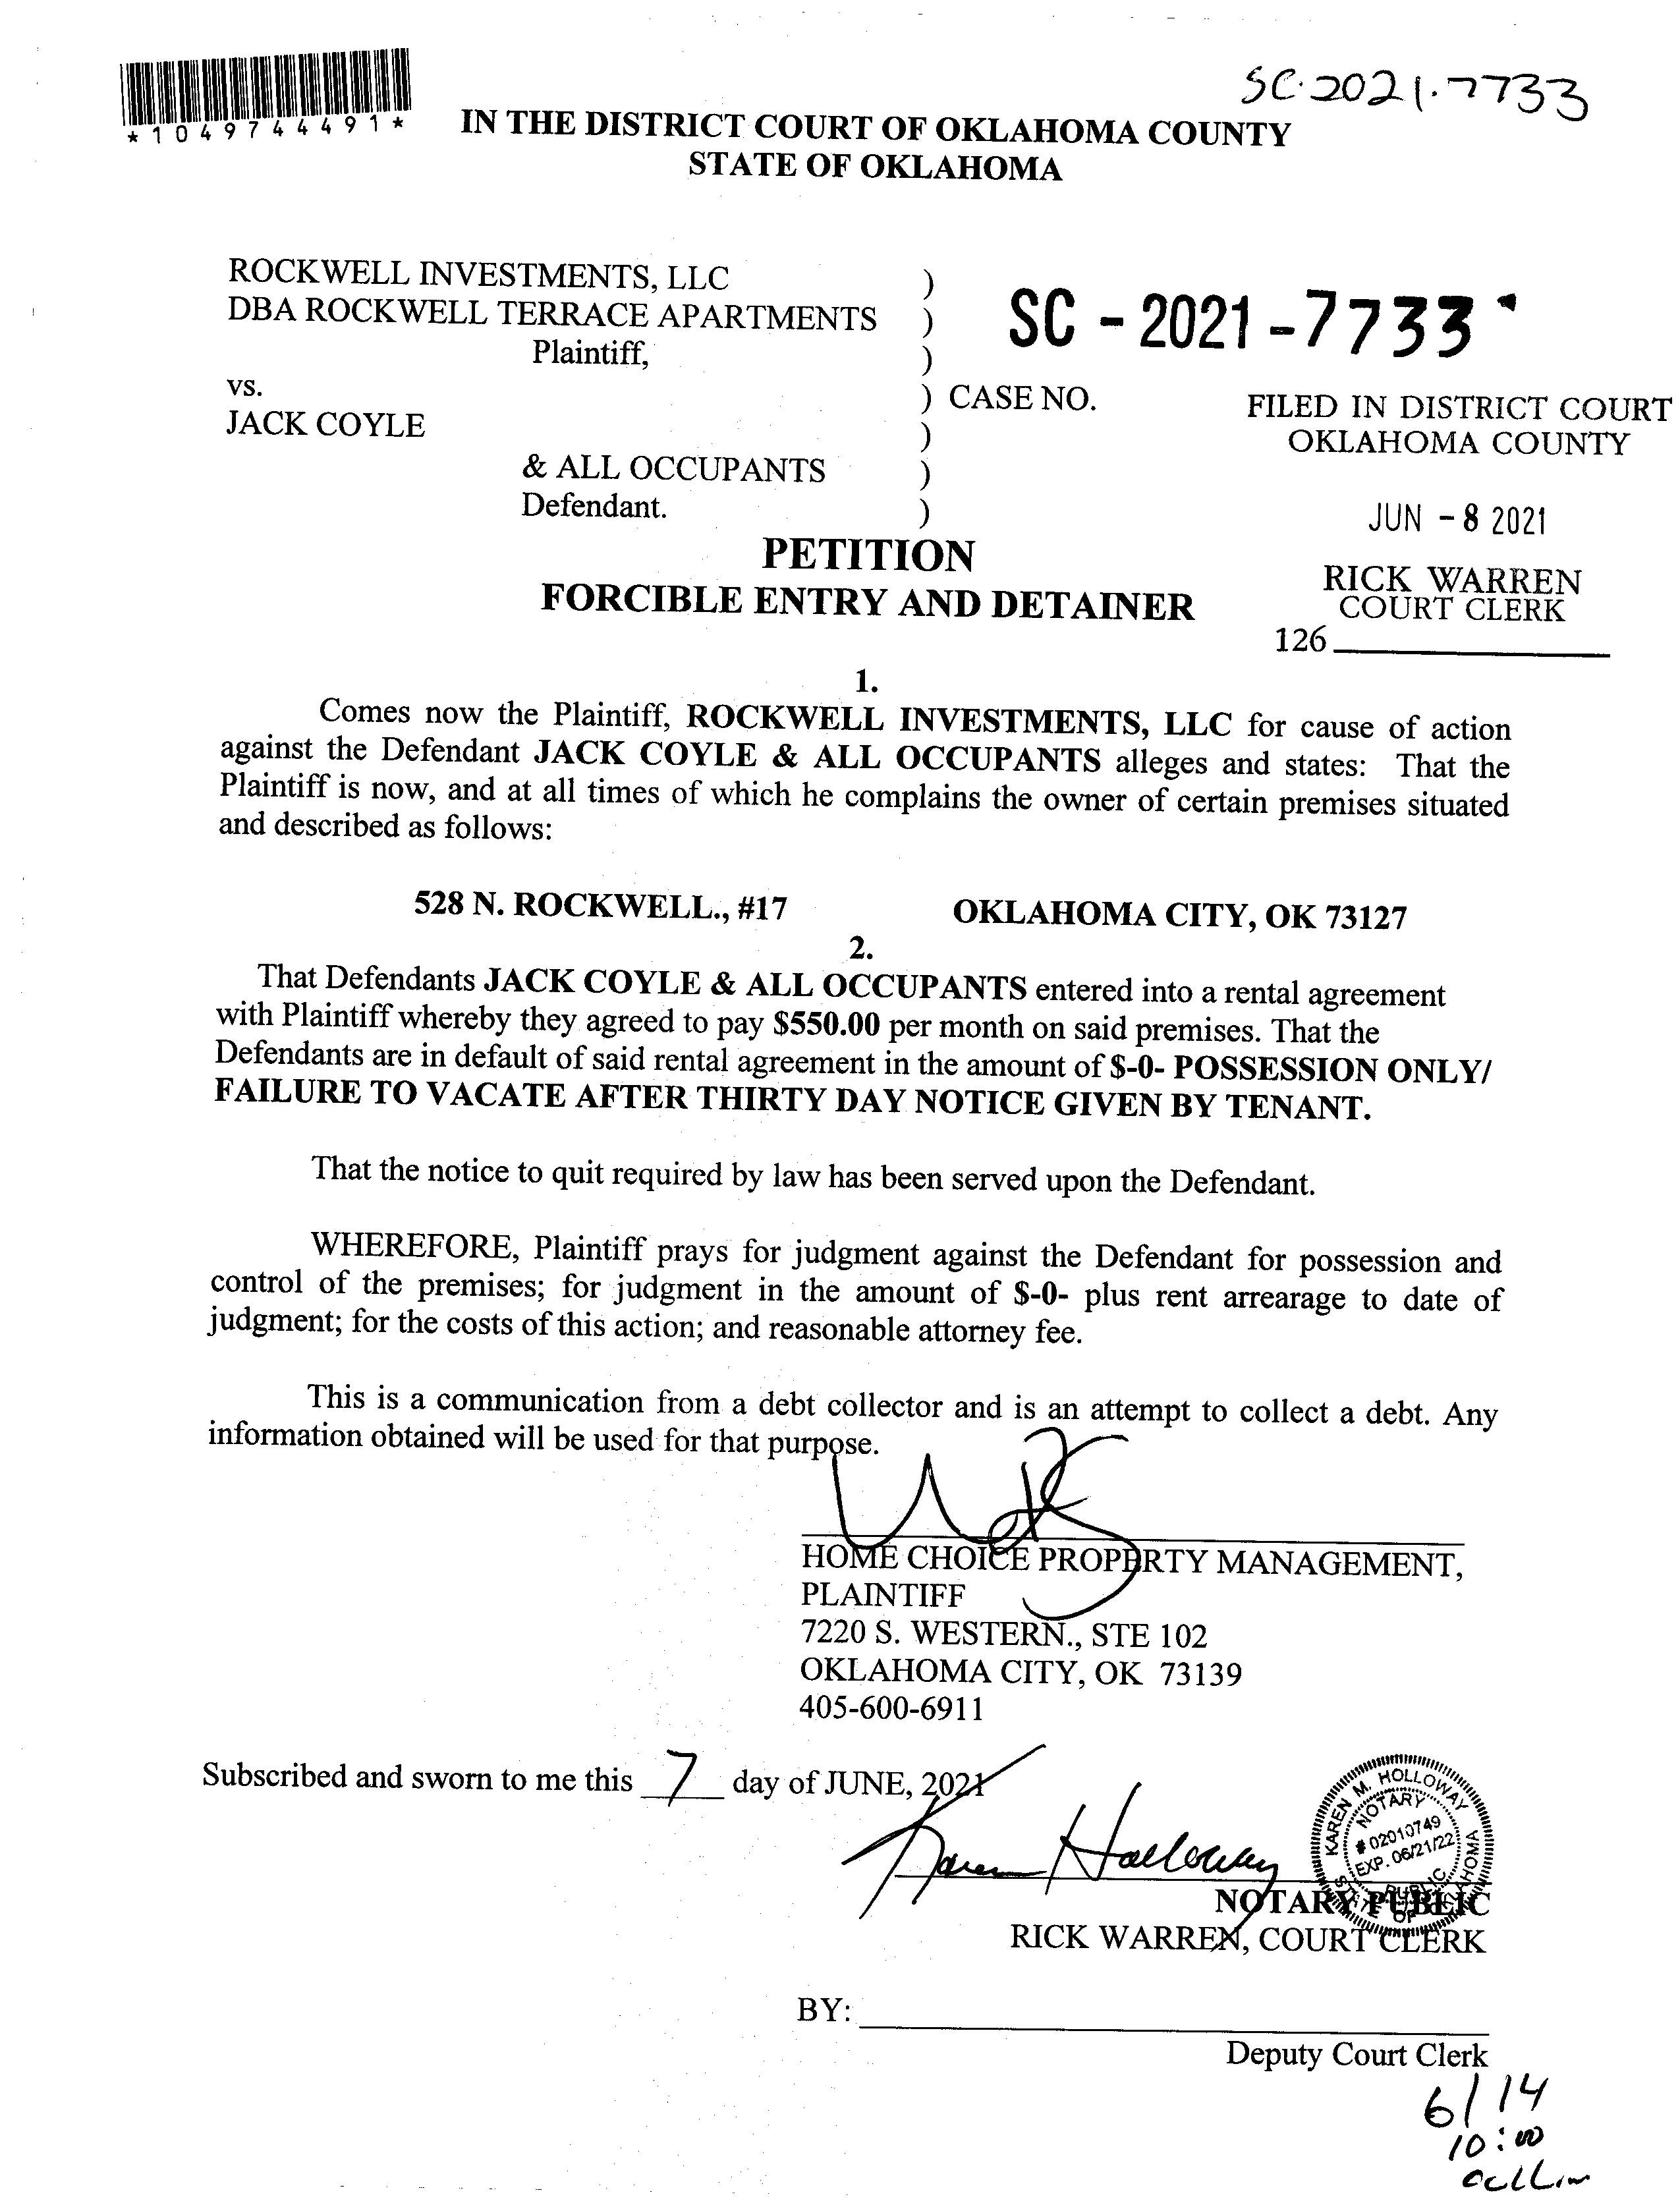 SC-2021-7733
*1049744491*
IN THE DISTRICT COURT OF OKLAHOMA COUNTY
STATE OF OKLAHOMA
ROCKWELL INVESTMENTS, LLC )
DBA ROCKWELL TERRACE APARTMENTS )
Plaintiff, )
SC - 2021 - 7733
vs. ) CASE NO.
JACK COYLE )
& ALL OCCUPANTS )
Defendant. )
FILED IN DISTRICT COURT
OKLAHOMA COUNTY
JUN - 8 2021
RICK WARREN
COURT CLERK
126
PETITION
FORCIBLE ENTRY AND DETAINER
1.
Comes now the Plaintiff, ROCKWELL INVESTMENTS, LLC for cause of action
against the Defendant JACK COYLE & ALL OCCUPANTS alleges and states: That the
Plaintiff is now, and at all times of which he complains the owner of certain premises situated
and described as follows:
528 N. ROCKWELL., #17 OKLAHOMA CITY, OK 73127
2.
That Defendants JACK COYLE & ALL OCCUPANTS entered into a rental agreement
with Plaintiff whereby they agreed to pay $550.00 per month on said premises. That the
Defendants are in default of said rental agreement in the amount of $-0- POSSESSION ONLY/
FAILURE TO VACATE AFTER THIRTY DAY NOTICE GIVEN BY TENANT.
That the notice to quit required by law has been served upon the Defendant.
WHEREFORE, Plaintiff prays for judgment against the Defendant for possession and
control of the premises; for judgment in the amount of $-0- plus rent arrearage to date of
judgment; for the costs of this action; and reasonable attorney fee.
This is a communication from a debt collector and is an attempt to collect a debt. Any
information obtained will be used for that purpose.
HOME CHOICE PROPERTY MANAGEMENT,
PLAINTIFF
7220 S. WESTERN., STE 102
OKLAHOMA CITY, OK 73139
405-600-6911
Subscribed and sworn to me this 7 day of JUNE, 2021
Karen Holloway
KAREN M. HOLLOWAY
NOTARY
# 02010749
EXP. 06/21/22
PUBLIC
STATE OF OKLAHOMA
NOTARY PUBLIC
RICK WARREN, COURT CLERK
BY:
Deputy Court Clerk
6/14
10:00